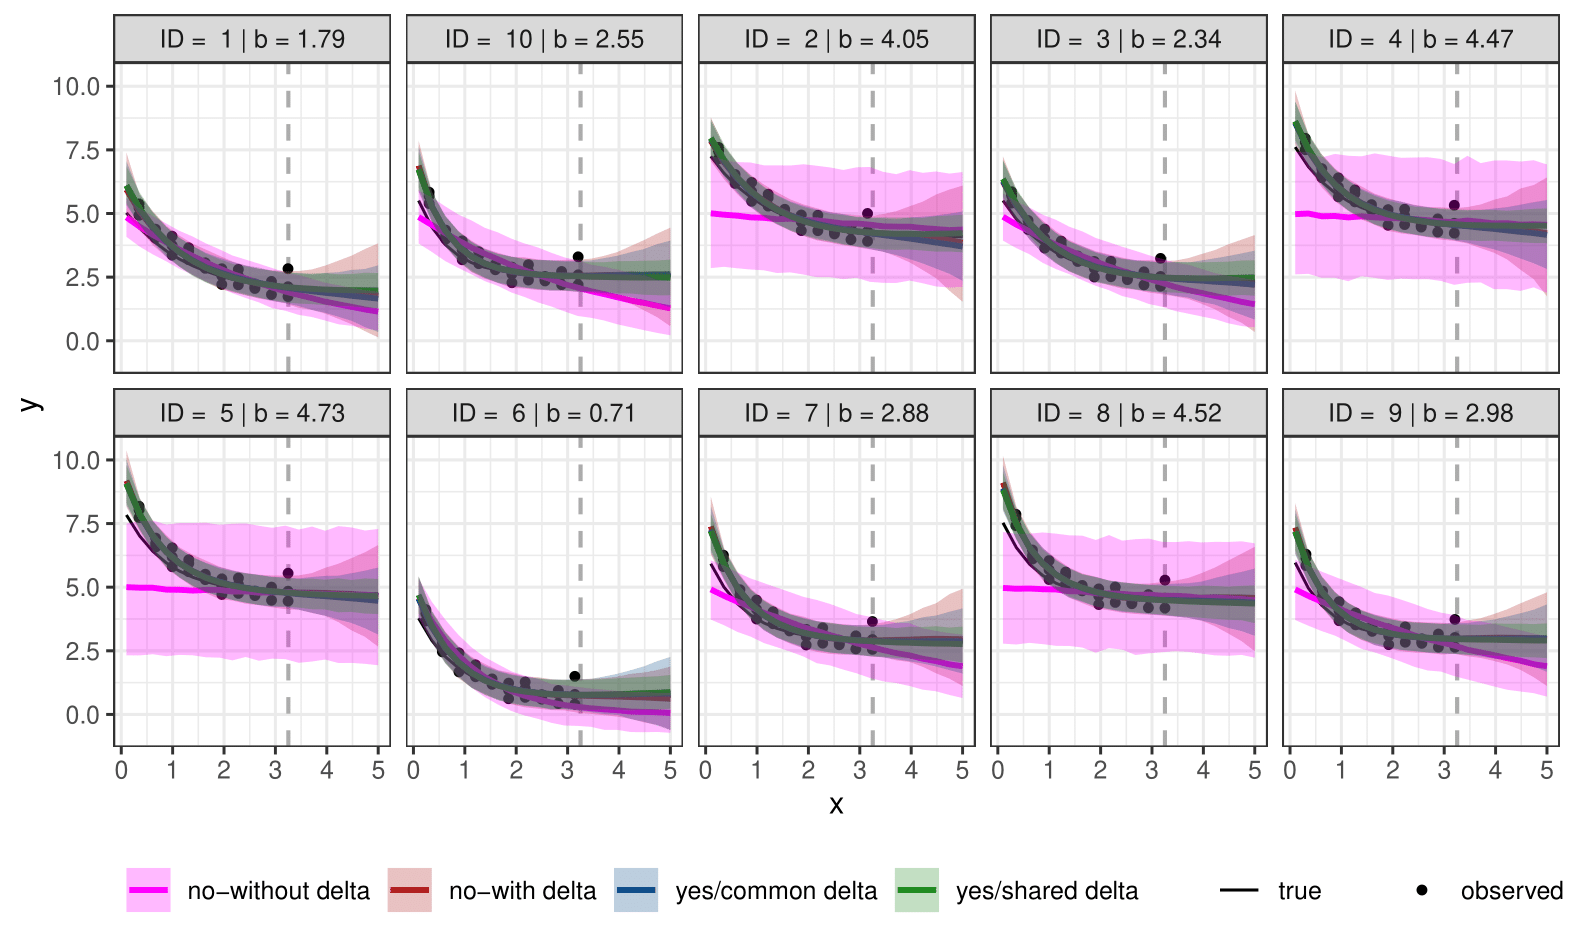 ID = 1 | b = 1.79
ID = 10 | b = 2.55
ID = 2 | b = 4.05
ID = 3 | b = 2.34
ID = 4 | b = 4.47
10.0
7.5
5.0
2.5
0.0
y
ID = 5 | b = 4.73
ID = 6 | b = 0.71
ID = 7 | b = 2.88
ID = 8 | b = 4.52
ID = 9 | b = 2.98
10.0
7.5
5.0
2.5
0.0
0 1 2 3 4 5
0 1 2 3 4 5
0 1 2 3 4 5
0 1 2 3 4 5
0 1 2 3 4 5
x
no−without delta
no−with delta
yes/common delta
yes/shared delta
true
observed